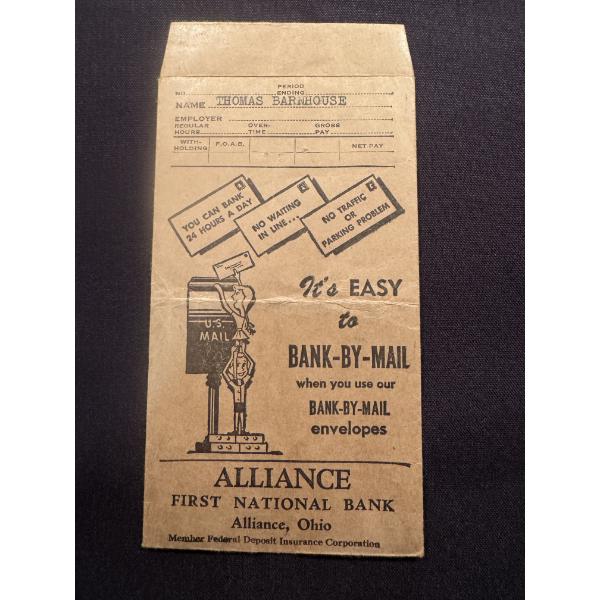 PERIOD
NO. ENDING
NAME THOMAS BARNHOUSE
EMPLOYER
REGULAR OVER- GROSS
HOURS TIME PAY
WITH- F.O.A.B. NET PAY
HOLDING
YOU CAN BANK
24 HOURS A DAY
NO WAITING
IN LINE...
NO TRAFFIC
OR
PARKING PROBLEM
U.S.
MAIL
It's EASY
to
BANK-BY-MAIL
when you use our
BANK-BY-MAIL
envelopes
ALLIANCE
FIRST NATIONAL BANK
Alliance, Ohio
Member Federal Deposit Insurance Corporation